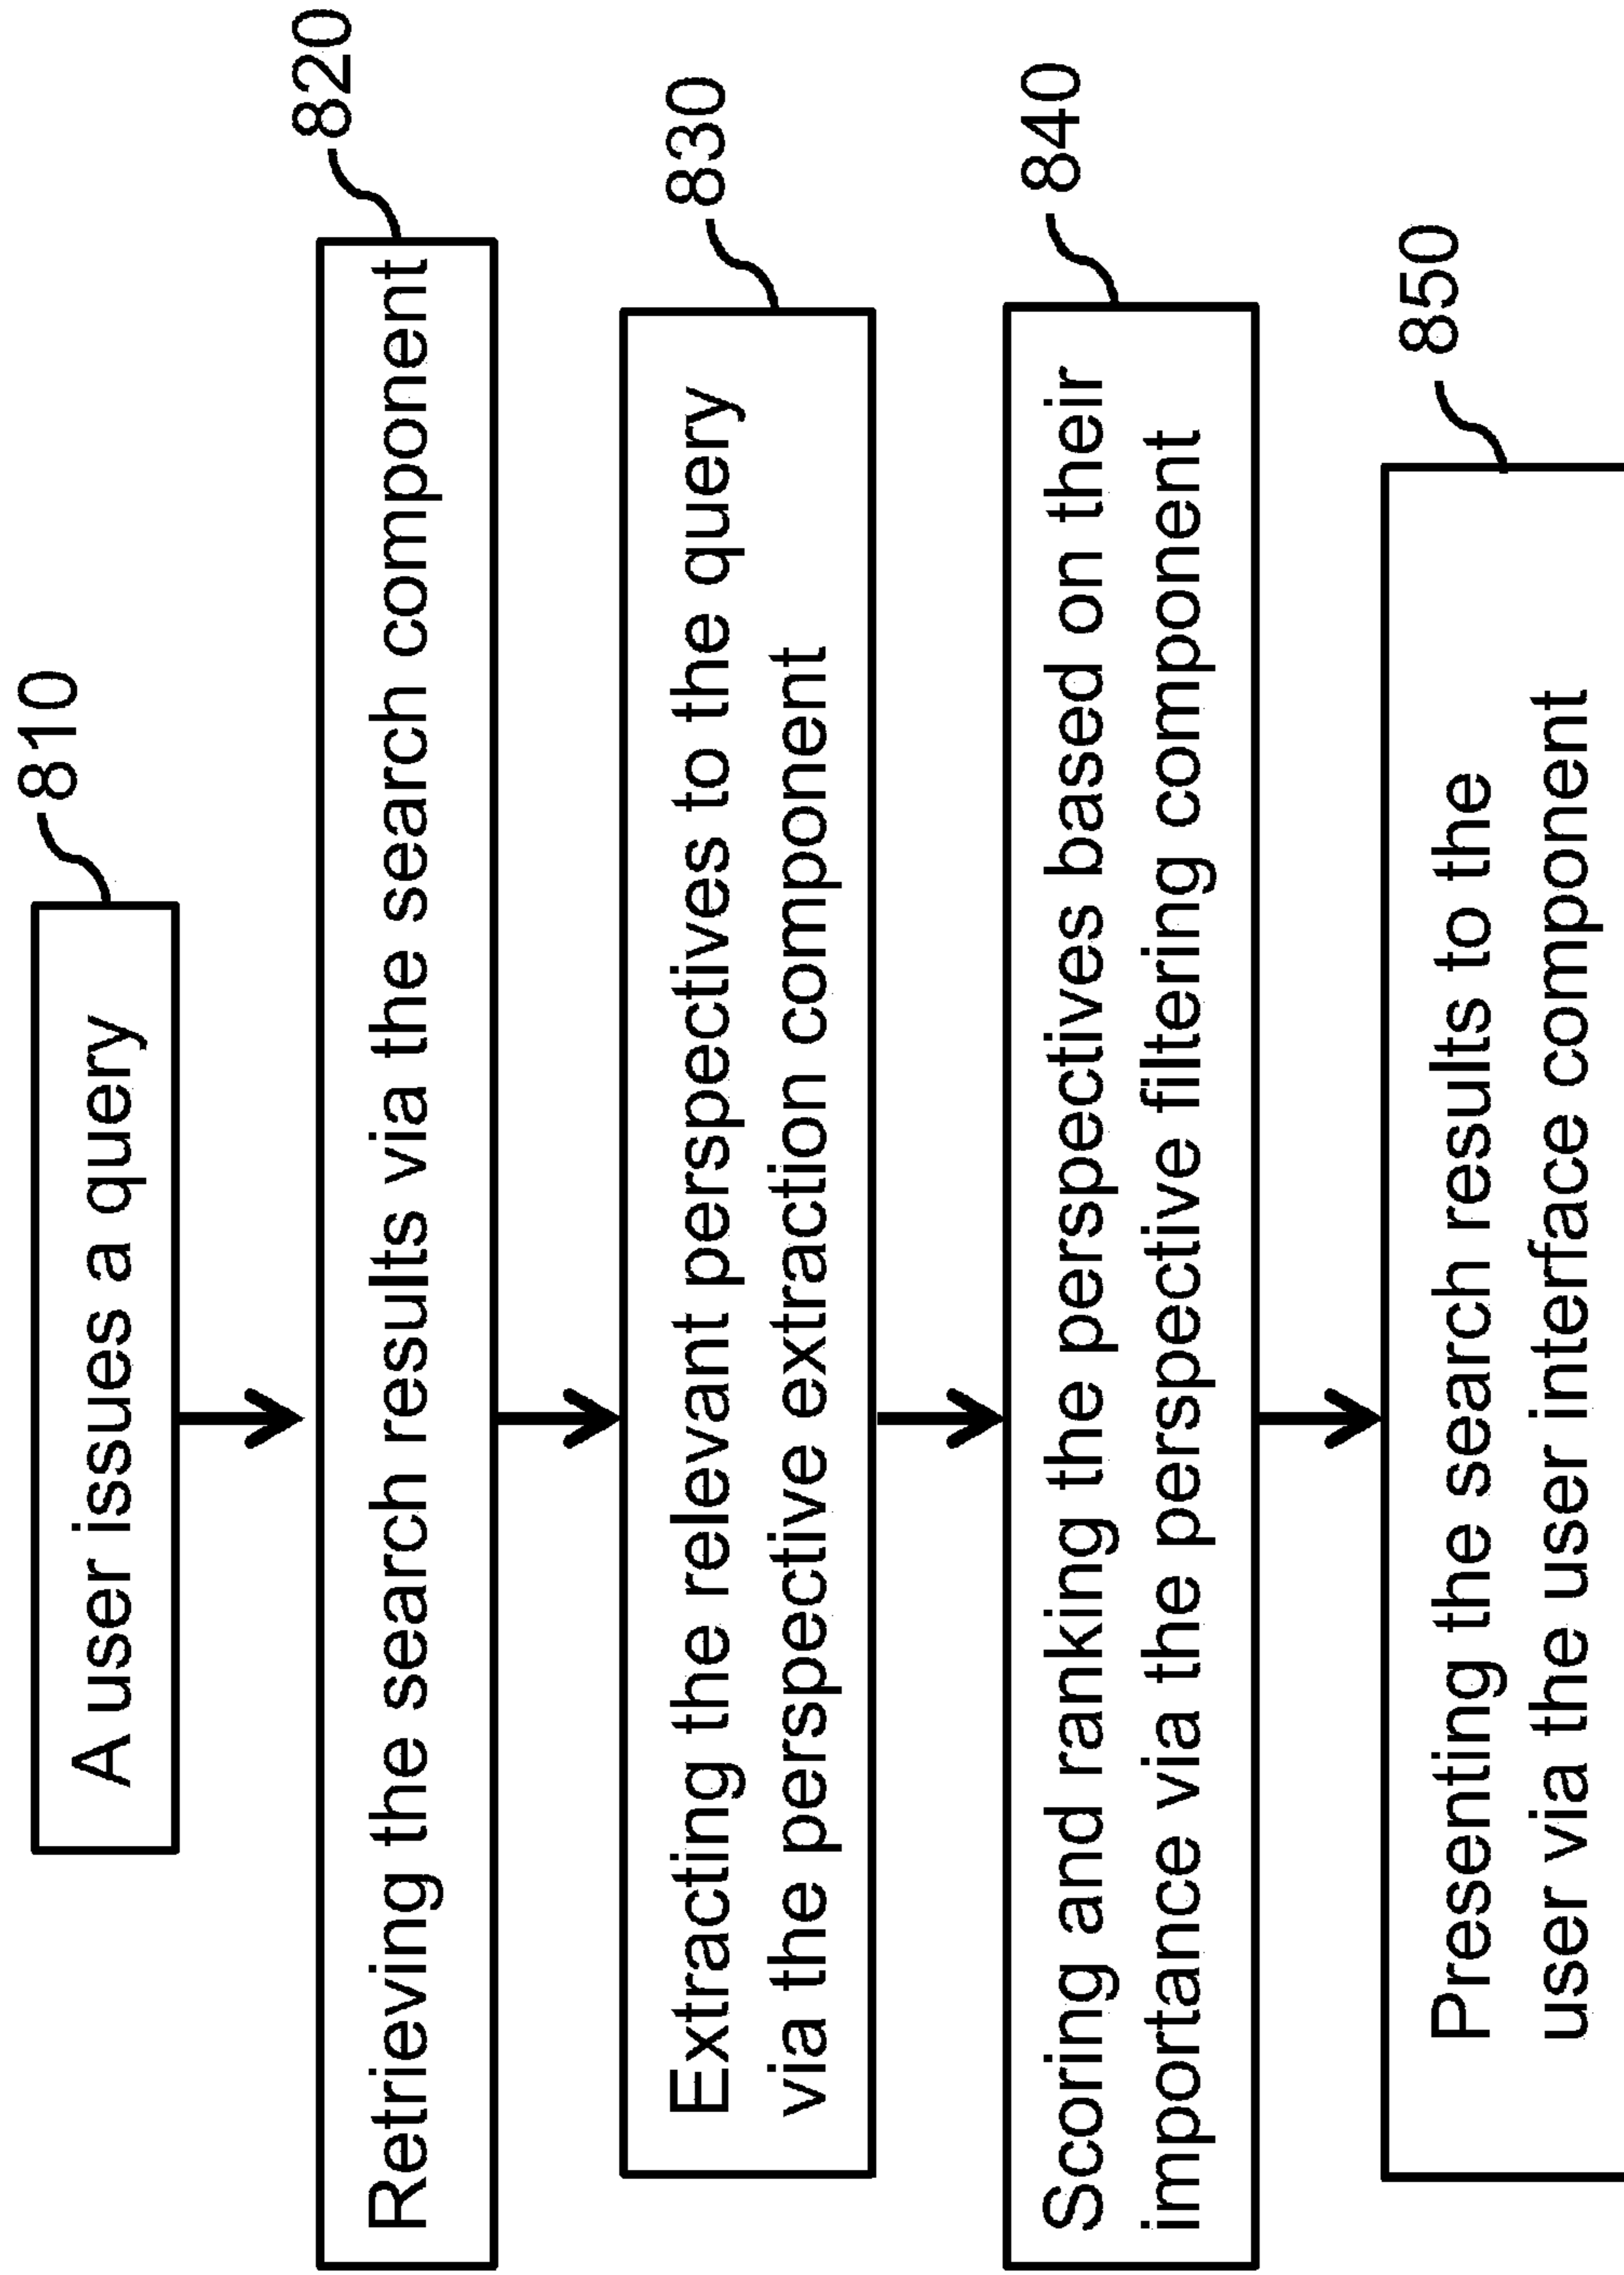 810
A user issues a query
820
Retrieving the search results via the search component
830
Extracting the relevant perspectives to the query
via the perspective extraction component
840
Scoring and ranking the perspectives based on their
importance via the perspective filtering component
850
Presenting the search results to the
user via the user interface component